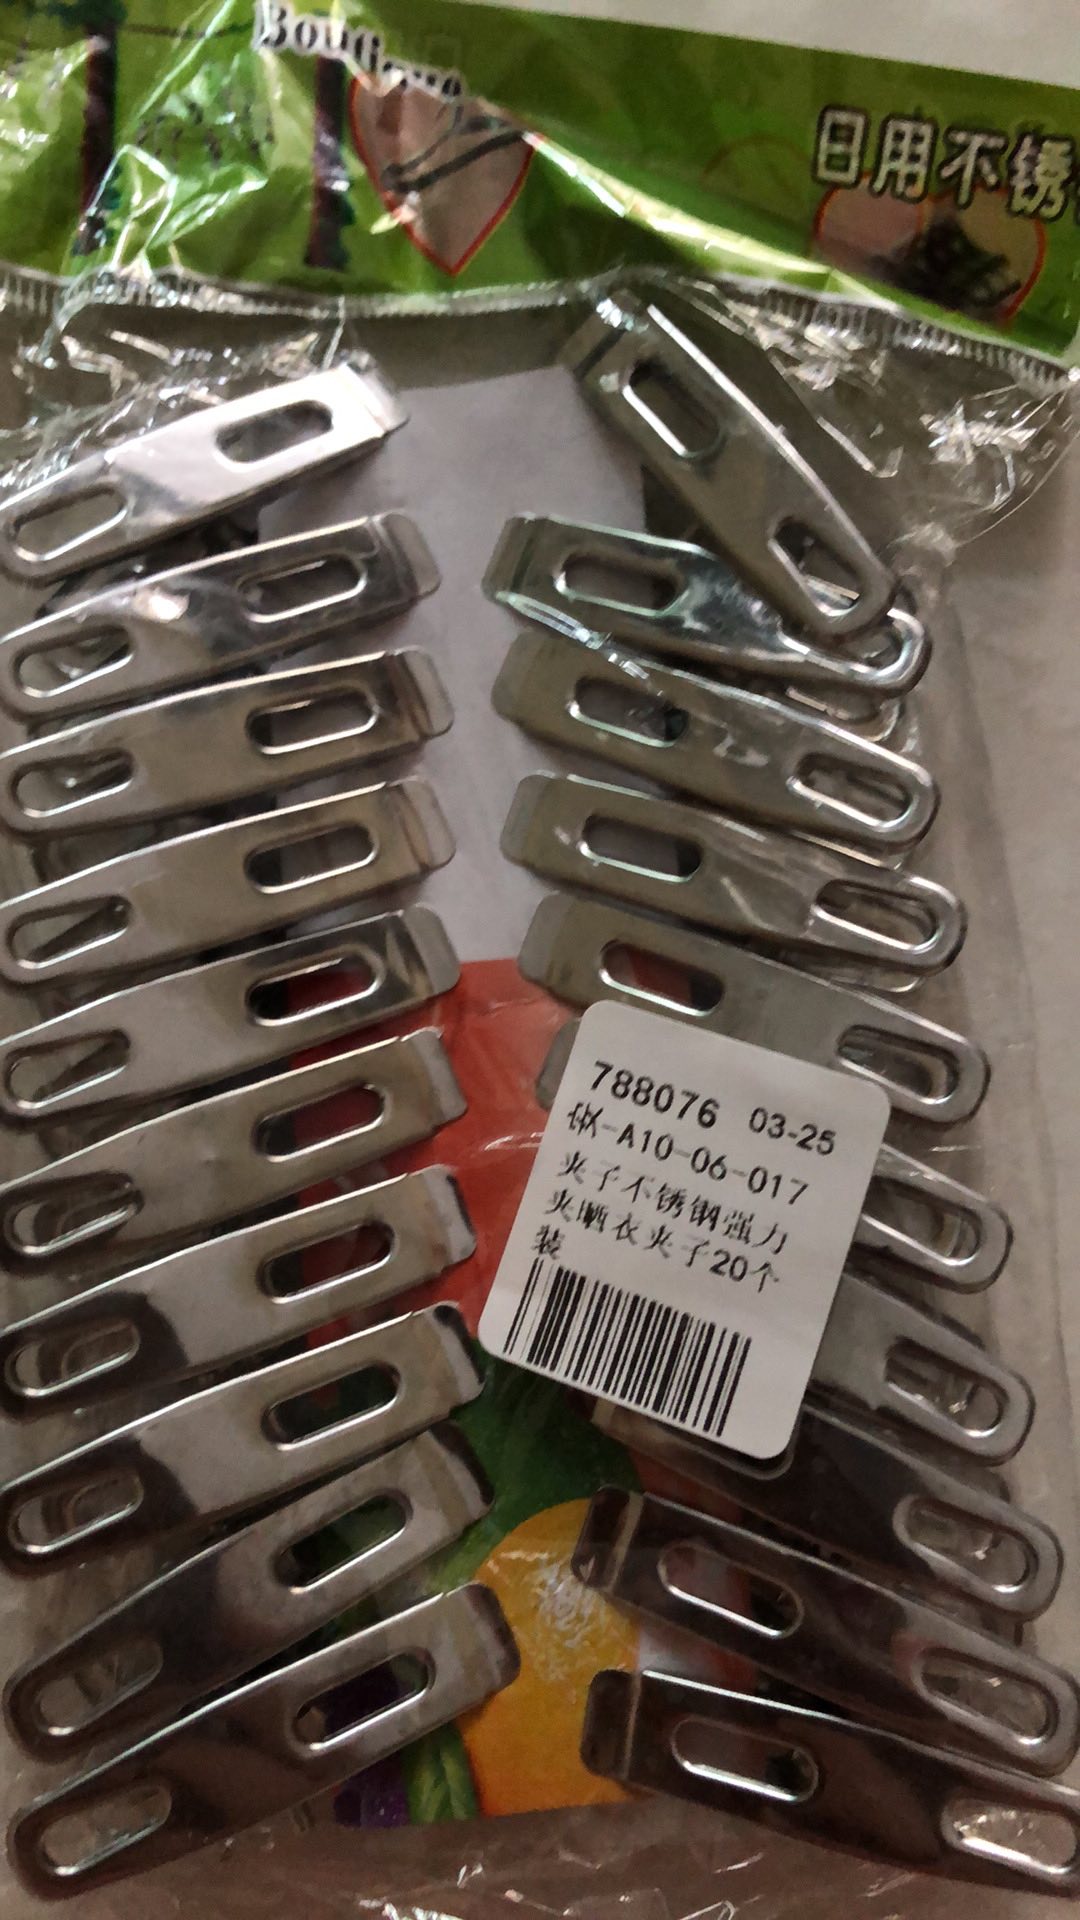 Boutique
日用不锈
788076 03-25
-A10-06-017
夹子不锈钢强力
夹晒衣夹子20个
装